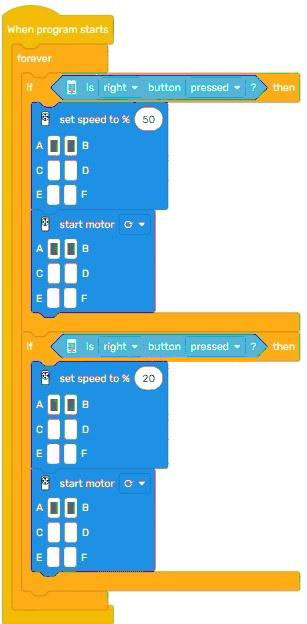 When program starts
forever
If is right button pressed ? then
set speed to % 50
A B
C D
E F
start motor
A B
C D
E F
If is right button pressed ? then
set speed to % 20
A B
C D
E F
start motor
A B
C D
E F